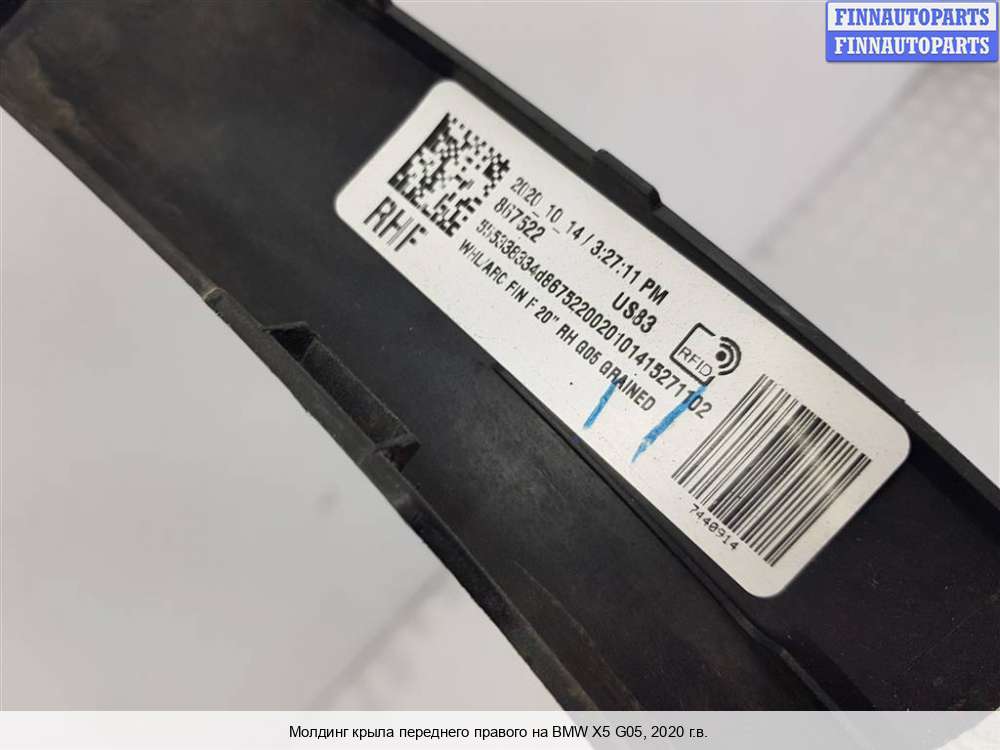 FINNAUTOPARTS
FINNAUTOPARTS
2020_10_14 / 3:27:11 PM
867522 US83
555338334d8675220020101415271102
WHL/ARC FIN F 20" RH G05 GRAINED
RHF
RFID
7440914
Молдинг крыла переднего правого на BMW X5 G05, 2020 г.в.